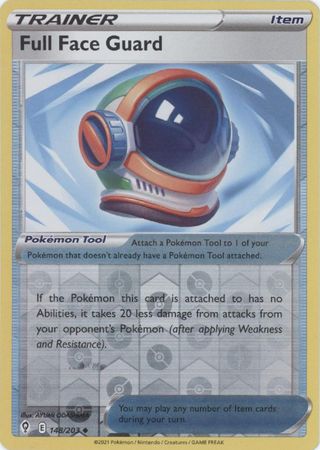 TRAINER Item
Full Face Guard
Pokémon Tool
Attach a Pokémon Tool to 1 of your
Pokémon that doesn't already have a Pokémon Tool attached.
If the Pokémon this card is attached to has no
Abilities, it takes 20 less damage from attacks from
your opponent's Pokémon (after applying Weakness
and Resistance).
You may play any number of Item cards
during your turn.
Illus. AYUMI ODASHIMA
E 148/203
©2021 Pokémon / Nintendo / Creatures / GAME FREAK